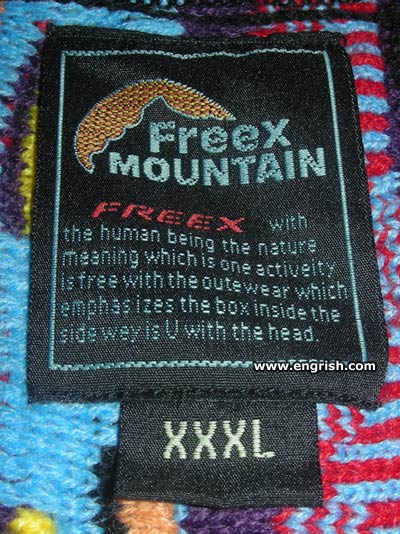 Freex
MOUNTAIN
FREEX with
the human being the nature
meaning which is one activeity
is free with the outewear which
emphas izes the box inside the
side wey is U with the head.
www.engrish.com
XXXL